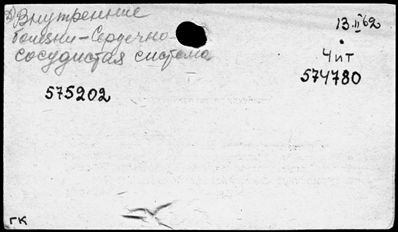 Внутренние
болезни-Сердечно
сосудистая система
13.II 62
Чит
574780
575202
гк